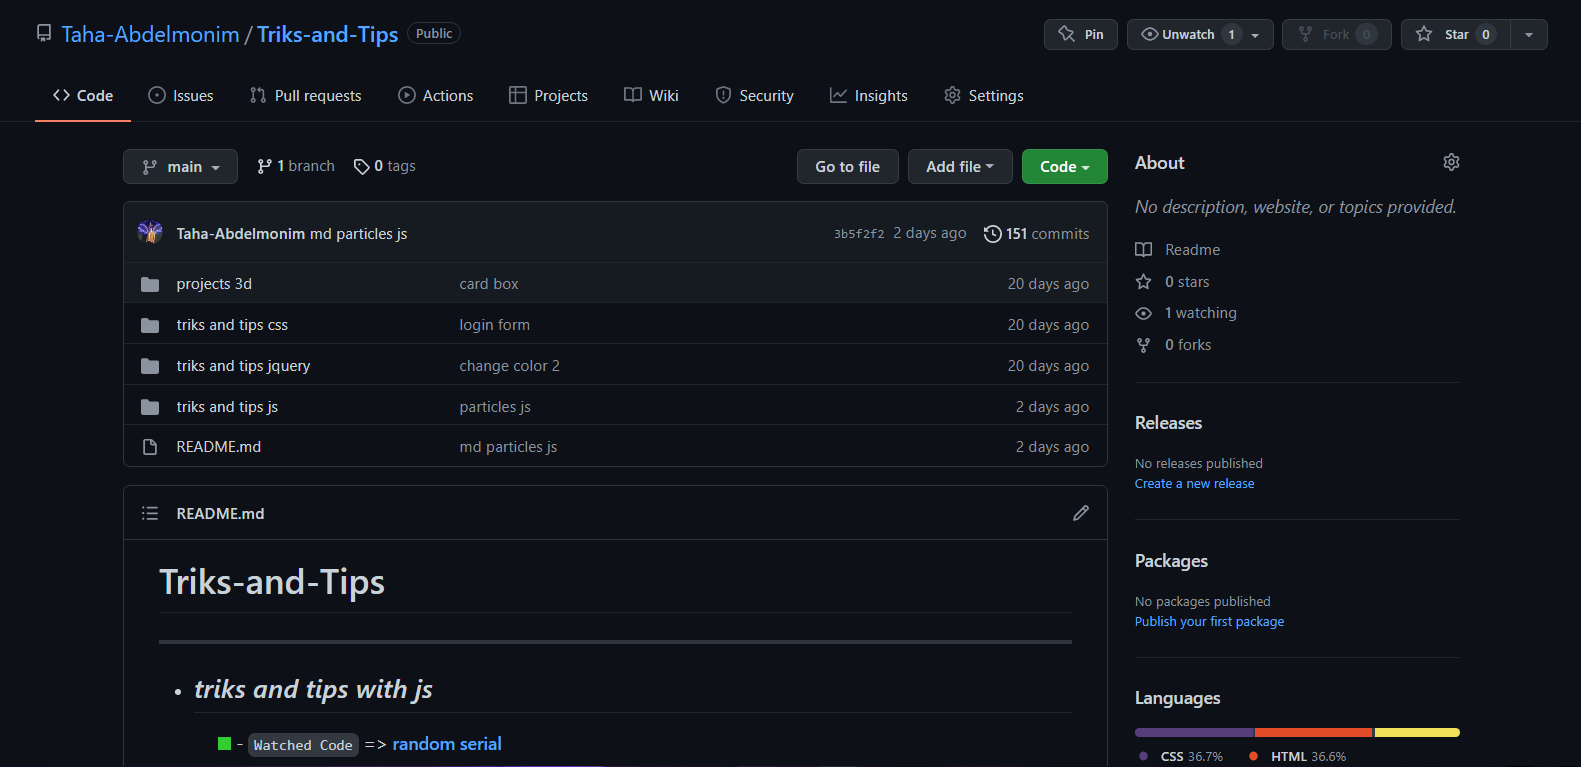 Taha-Abdelmonim / Triks-and-Tips Public
Pin
Unwatch 1
Fork 0
Star 0
Code Issues Pull requests Actions Projects Wiki Security Insights Settings
main 1 branch 0 tags
Go to file Add file Code
Taha-Abdelmonim md particles js 3b5f2f2 2 days ago 151 commits
projects 3d card box 20 days ago
triks and tips css login form 20 days ago
triks and tips jquery change color 2 20 days ago
triks and tips js particles js 2 days ago
README.md md particles js 2 days ago
README.md
Triks-and-Tips
• triks and tips with js
- Watched Code => random serial
About
No description, website, or topics provided.
Readme
0 stars
1 watching
0 forks
Releases
No releases published
Create a new release
Packages
No packages published
Publish your first package
Languages
CSS 36.7% HTML 36.6%